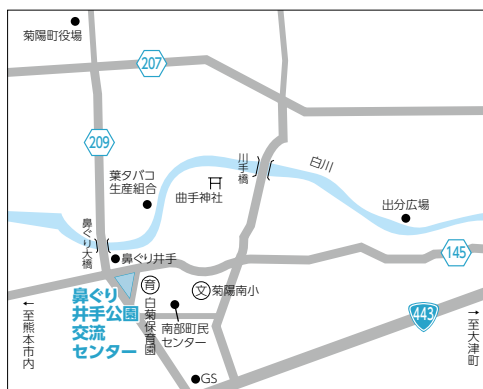 菊陽町役場
207
209
川手橋
白川
葉タバコ
生産組合
曲手神社
出分広場
鼻ぐり大橋
鼻ぐり井手
145
育
白菊保育園
文
菊陽南小
鼻ぐり
井手公園
交流
センター
南部町民
センター
443
←至熊本市内
→至大津町
GS